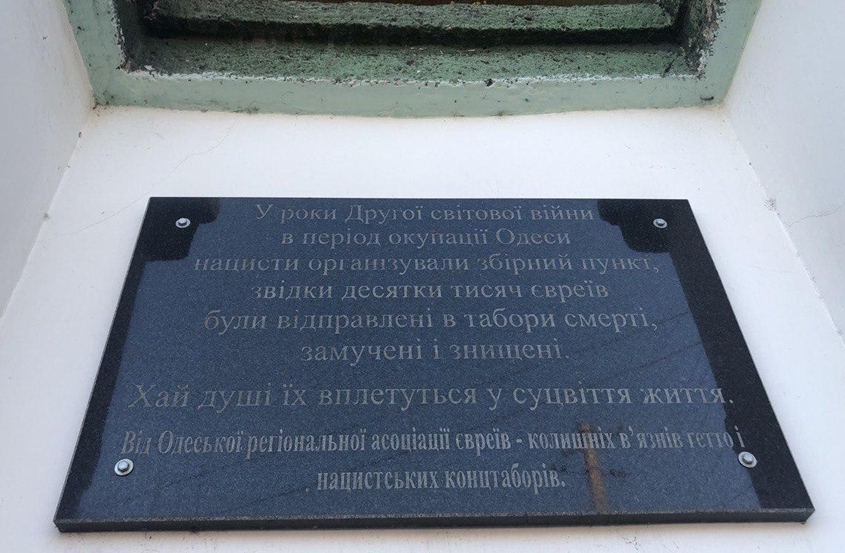 У роки Другої світової війни
в період окупації Одеси
нацисти організували збірний пункт,
звідки десятки тисяч євреїв
були відправлені в табори смерті,
замучені і знищені.
Хай душі їх вплетуться у суцвіття життя.
Від Одеської регіональної асоціації євреїв - колишніх в'язнів гетто і
нацистських концтаборів.